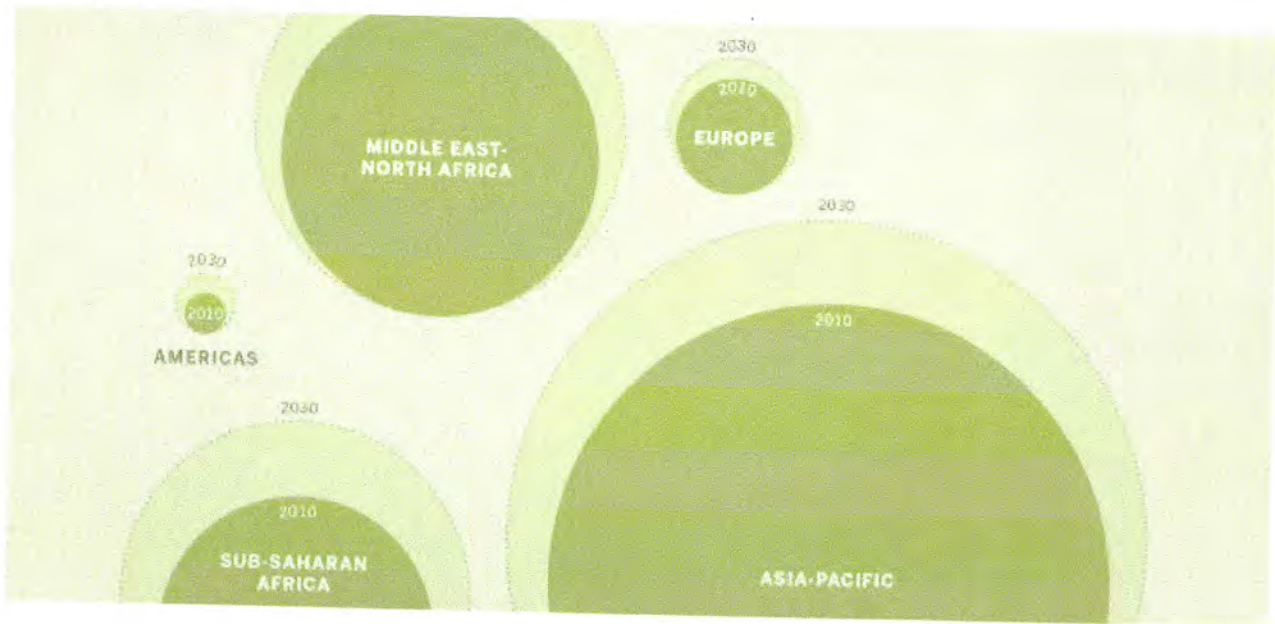 2030
2010
EUROPE
MIDDLE EAST-
NORTH AFRICA
2030
2030
2010
2010
AMERICAS
2030
2010
SUB-SAHARAN
AFRICA
ASIA-PACIFIC